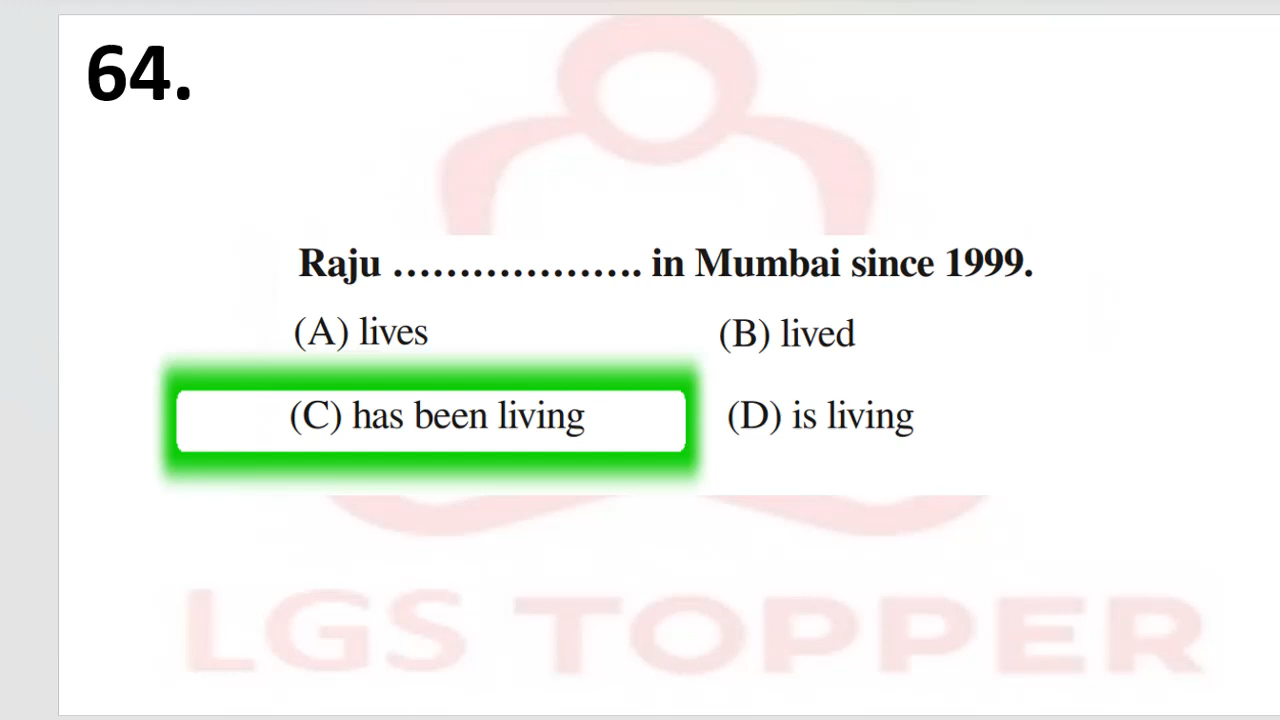 64.
Raju ………………. in Mumbai since 1999.
(A) lives (B) lived
(C) has been living (D) is living
LGS TOPPER